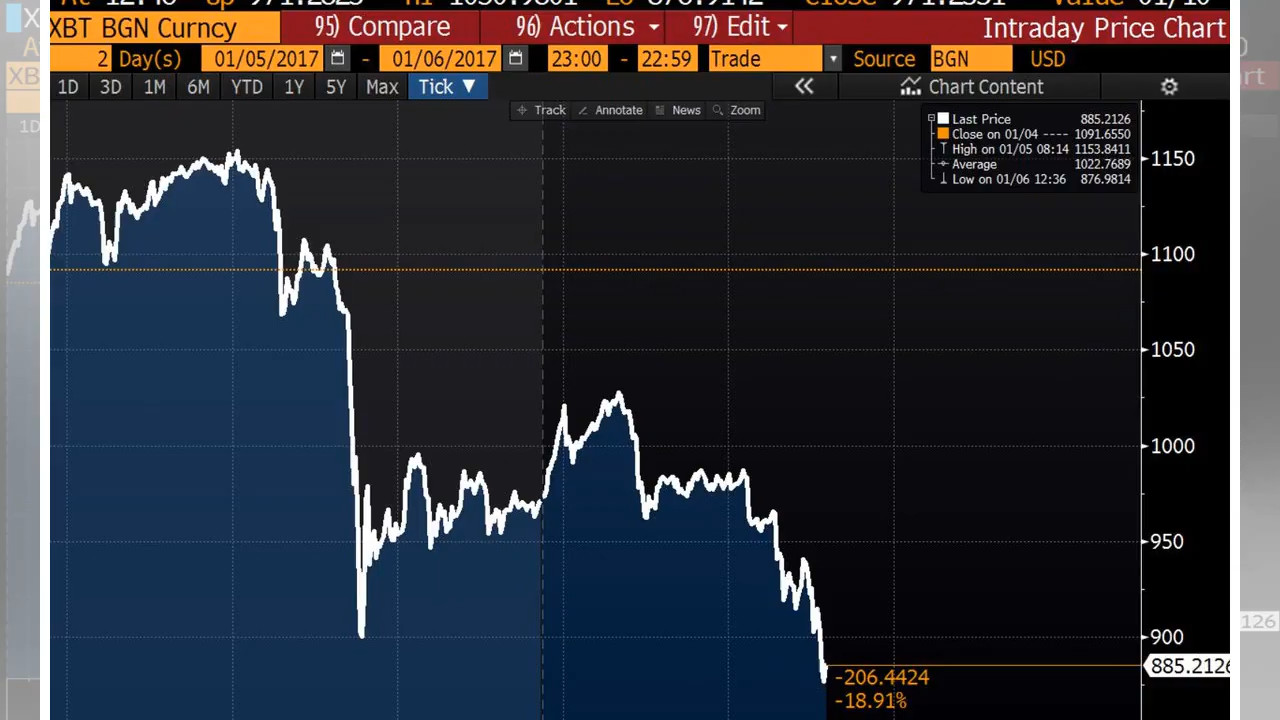 XBT BGN Curncy 95) Compare 96) Actions 97) Edit Intraday Price Chart
2 Day(s) 01/05/2017 - 01/06/2017 23:00 - 22:59 Trade Source BGN USD
1D 3D 1M 6M YTD 1Y 5Y Max Tick ▼ « Chart Content
Track Annotate News Zoom
Last Price 885.2126
Close on 01/04 ---- 1091.6550
High on 01/05 08:14 1153.8411
Average 1022.7689
Low on 01/06 12:36 876.9814
1150
1100
1050
1000
950
900
885.2126
-206.4424
-18.91%
XB
1D
126